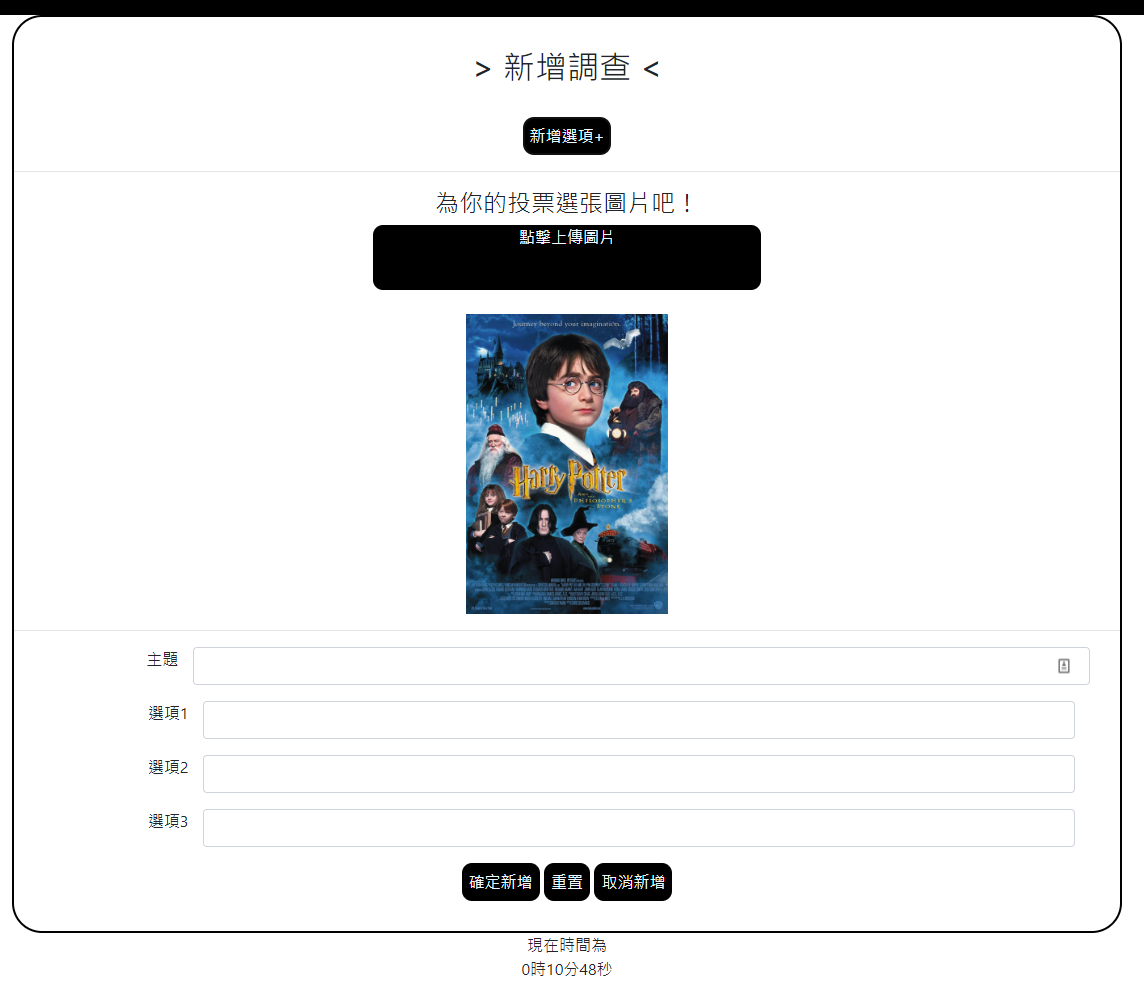 > 新增調查 <
新增選項+
為你的投票選張圖片吧！
點擊上傳圖片
Journey beyond your imagination.
Harry Potter
AND THE
PHILOSOPHER'S
STONE
主題
選項1
選項2
選項3
確定新增 重置 取消新增
現在時間為
0時10分48秒